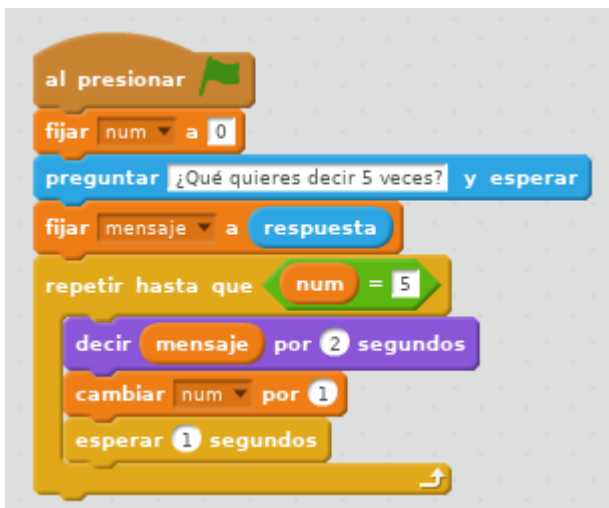 al presionar
fijar num a 0
preguntar ¿Qué quieres decir 5 veces? y esperar
fijar mensaje a respuesta
repetir hasta que num = 5
decir mensaje por 2 segundos
cambiar num por 1
esperar 1 segundos